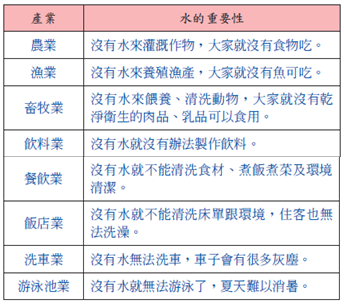 產業 水的重要性
農業 沒有水來灌溉作物，大家就沒有食物吃。
漁業 沒有水來養殖漁產，大家就沒有魚可吃。
畜牧業 沒有水來餵養、清洗動物，大家就沒有乾
淨衛生的肉品、乳品可以食用。
飲料業 沒有水就沒有辦法製作飲料。
餐飲業 沒有水就不能清洗食材、煮飯煮菜及環境
清潔。
飯店業 沒有水就不能清洗床單跟環境，住客也無
法洗澡。
洗車業 沒有水無法洗車，車子會有很多灰塵。
游泳池業 沒有水就無法游泳了，夏天難以消暑。